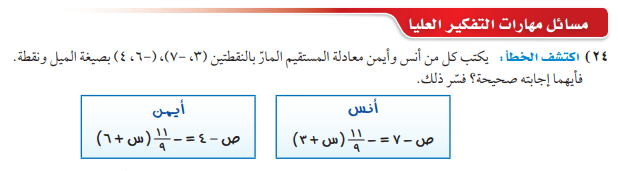 مسائل مهارات التفكير العليا
٢٤) اكتشف الخطأ: يكتب كل من أنس وأيمن معادلة المستقيم المارّ بالنقطتين (٣، -٧)، (-٦، ٤) بصيغة الميل ونقطة.
فأيهما إجابته صحيحة؟ فسّر ذلك.
أنس
ص - ٧ = - ١١/٩ (س + ٣)
أيمن
ص - ٤ = - ١١/٩ (س + ٦)